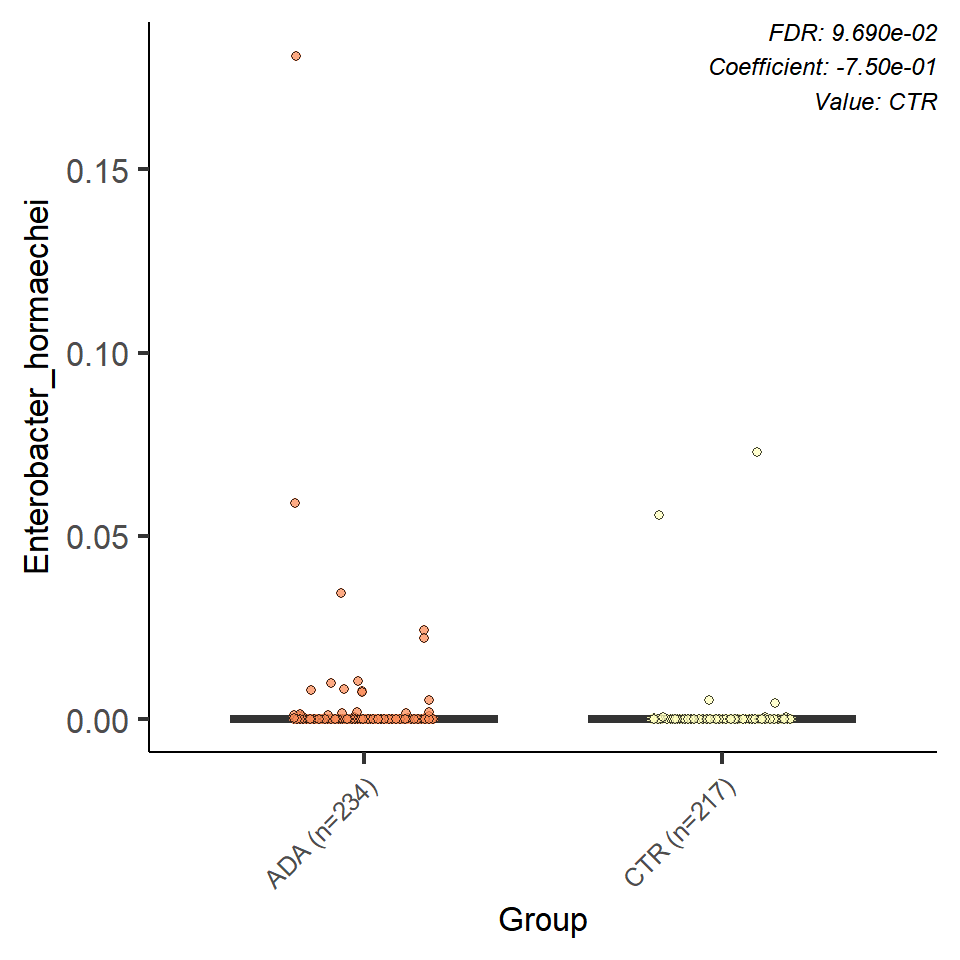 FDR: 9.690e-02
Coefficient: -7.50e-01
Value: CTR
Enterobacter_hormaechei
0.15
0.10
0.05
0.00
ADA (n=234)
CTR (n=217)
Group